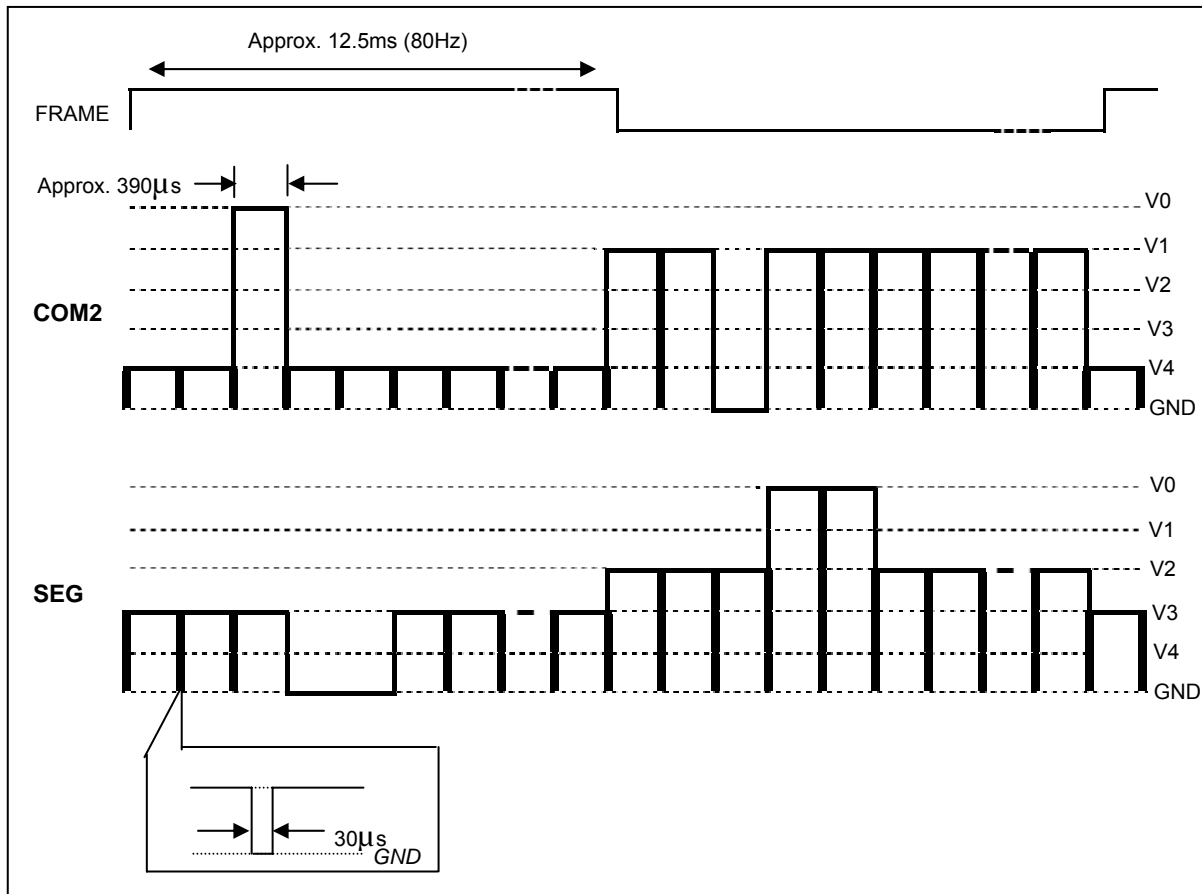 Approx. 12.5ms (80Hz)
FRAME
Approx. 390μs
V0
V1
V2
COM2
V3
V4
GND
V0
V1
V2
SEG
V3
V4
GND
30μs
GND